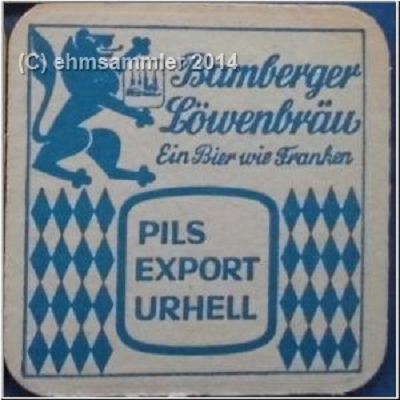 (C) ehmsammler 2014
Bamberger
Löwenbräu
Ein Bier wie Franken
PILS
EXPORT
URHELL